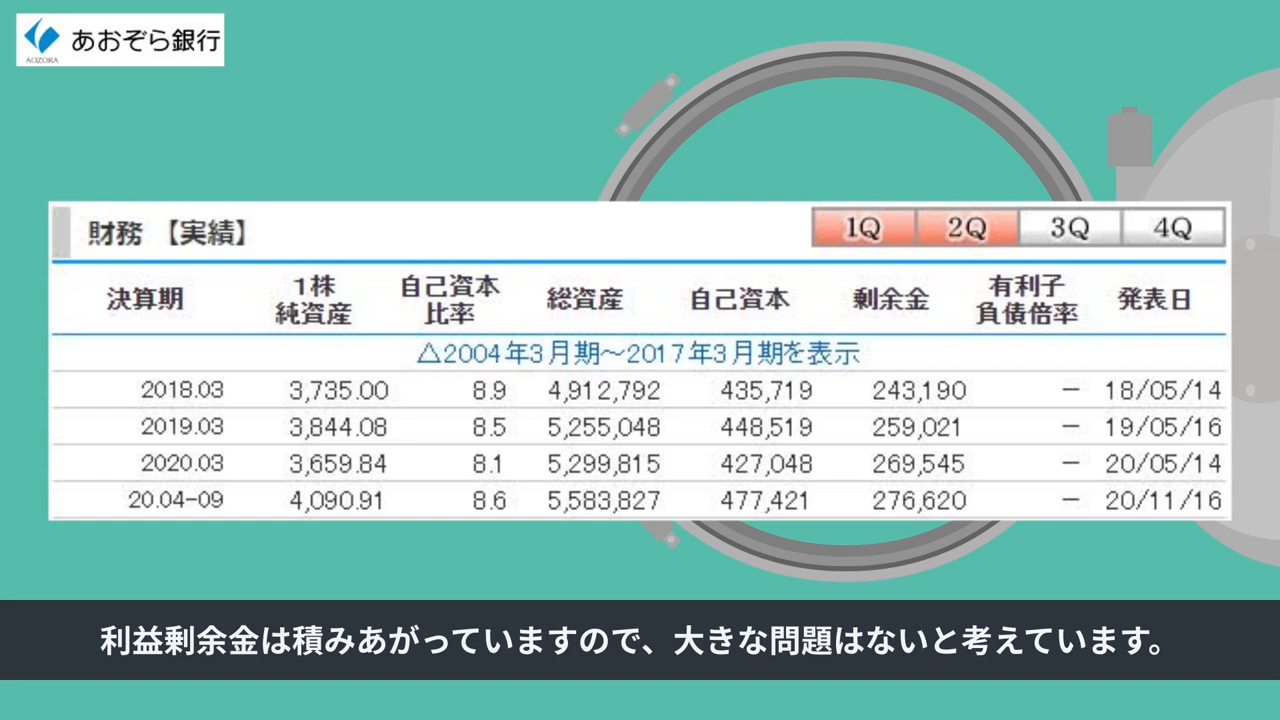 あおぞら銀行
AOZORA
財務 【実績】
1Q 2Q 3Q 4Q
決算期 1株純資産 自己資本比率 総資産 自己資本 剰余金 有利子負債倍率 発表日
△2004年3月期~2017年3月期を表示
2018.03 3,735.00 8.9 4,912,792 435,719 243,190 - 18/05/14
2019.03 3,844.08 8.5 5,255,048 448,519 259,021 - 19/05/16
2020.03 3,659.84 8.1 5,299,815 427,048 269,545 - 20/05/14
20.04-09 4,090.91 8.6 5,583,827 477,421 276,620 - 20/11/16
利益剰余金は積みあがっていますので、大きな問題はないと考えています。